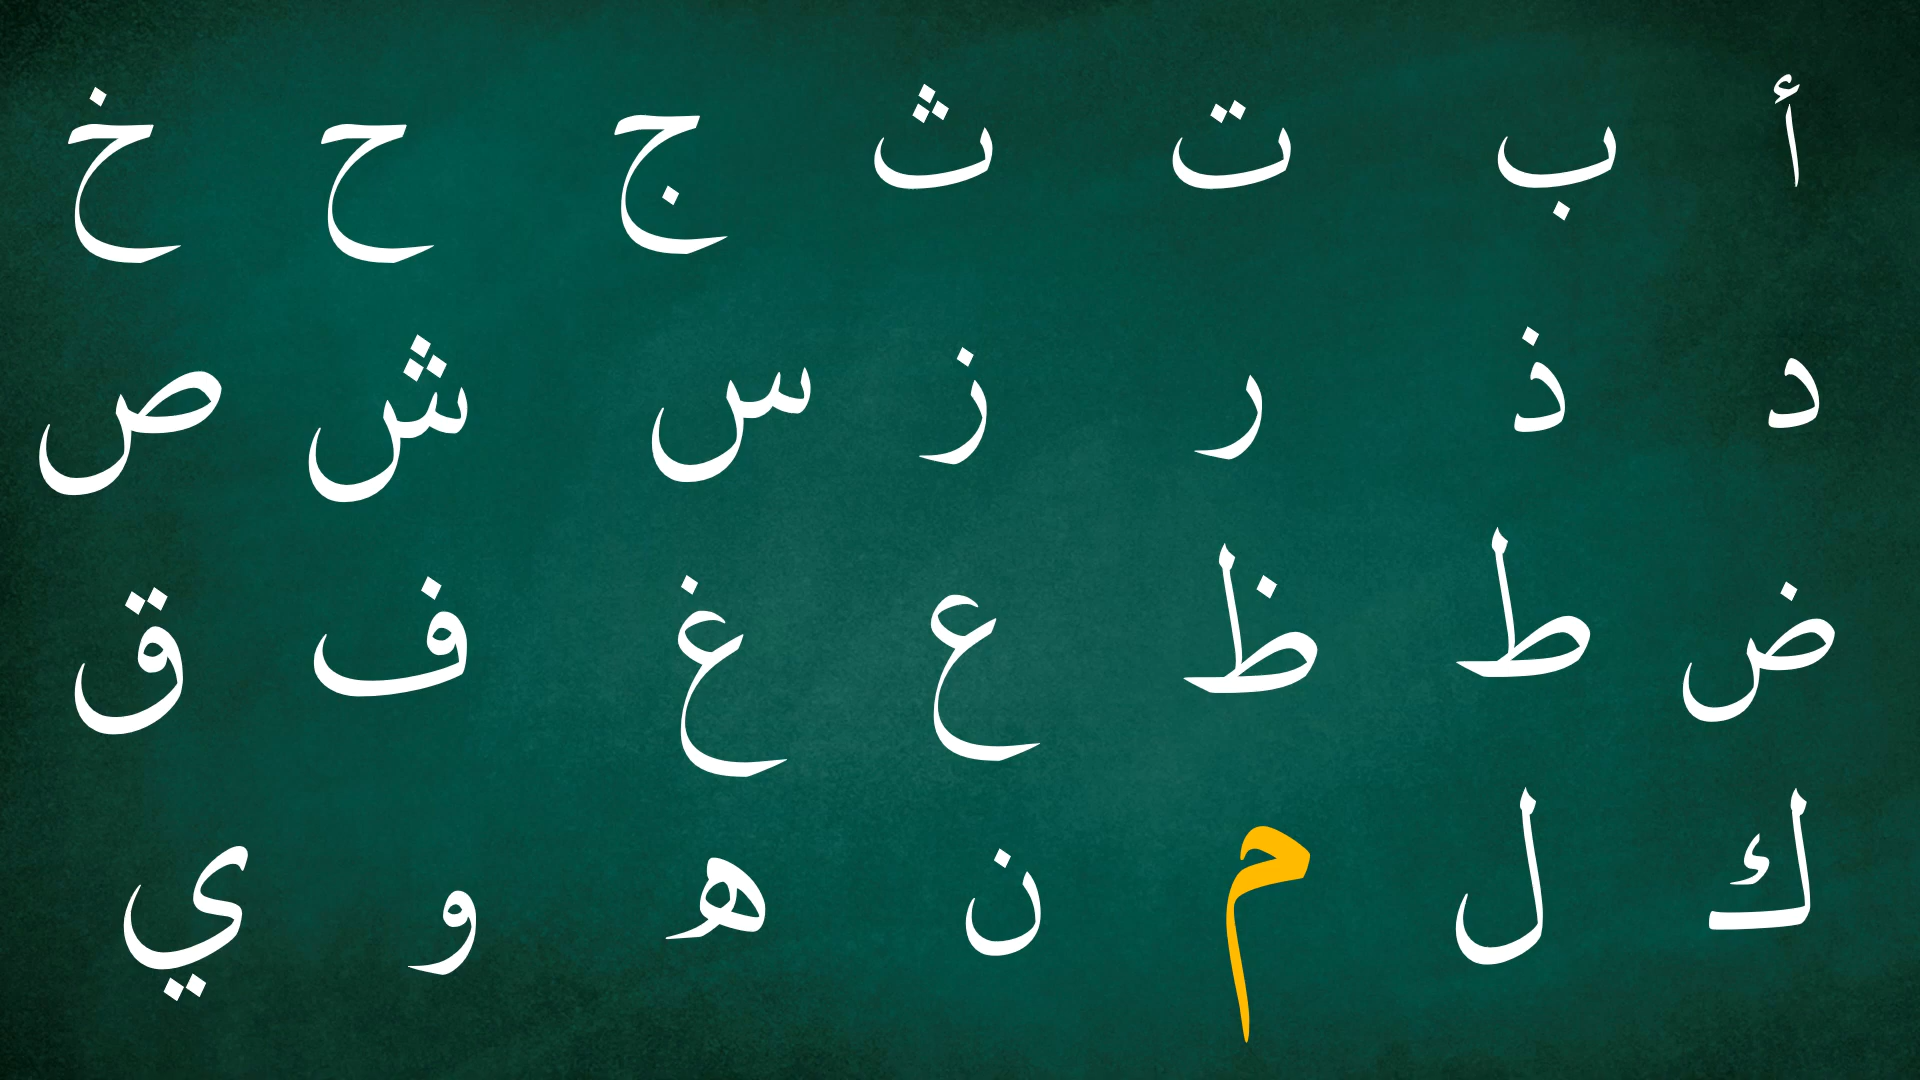 أ ب ت ث ج ح خ
د ذ ر ز س ش ص
ض ط ظ ع غ ف ق
ك ل م ن ه و ي